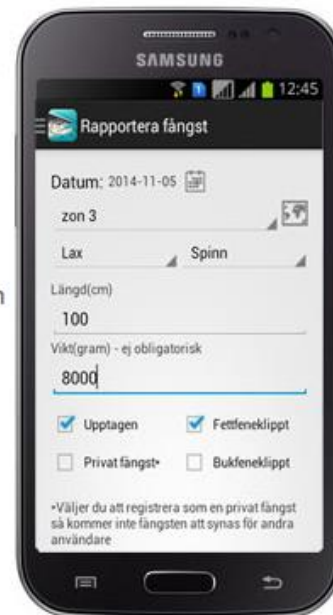 SAMSUNG
12:45
Rapportera fångst
Datum: 2014-11-05
zon 3
Lax Spinn
Längd(cm)
100
Vikt(gram) - ej obligatorisk
8000
Upptagen Fettfeneklippt
Privat fångst* Bukfeneklippt
*Väljer du att registrera som en privat fångst
så kommer inte fångsten att synas för andra
användare